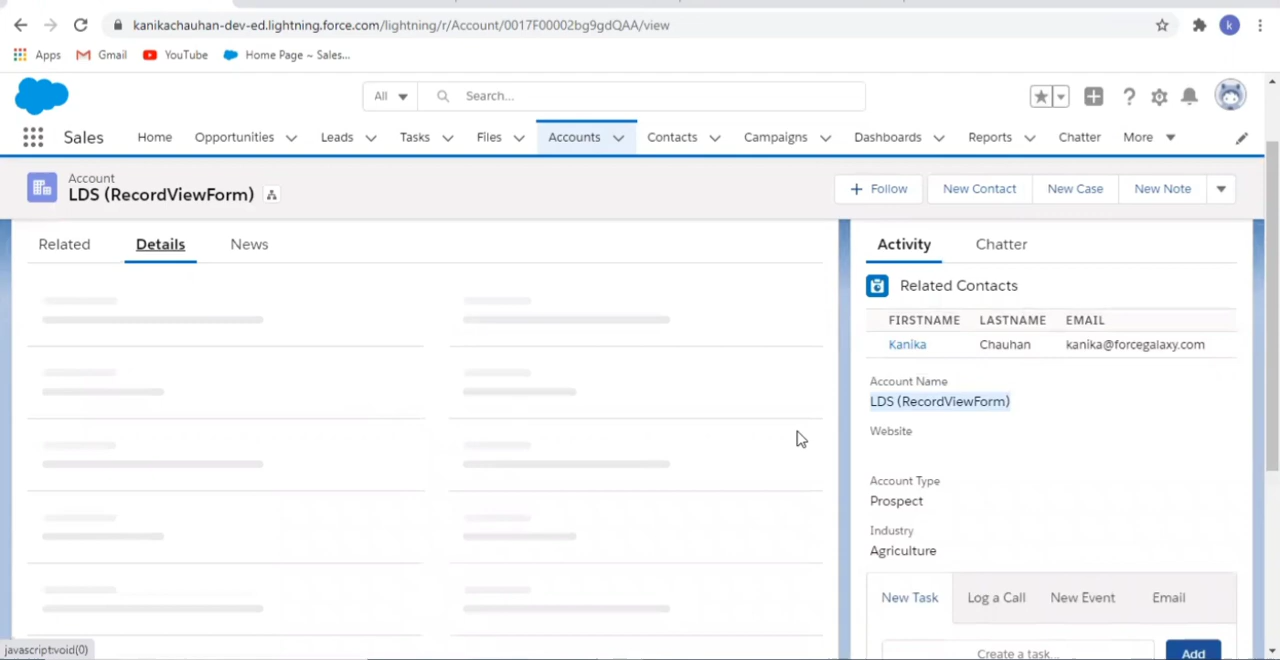 kanikachauhan-dev-ed.lightning.force.com/lightning/r/Account/0017F00002bg9gdQAA/view
k
Apps Gmail YouTube Home Page ~ Sales...
All Search...
Sales Home Opportunities Leads Tasks Files Accounts Contacts Campaigns Dashboards Reports Chatter More
Account
LDS (RecordViewForm)
+ Follow New Contact New Case New Note
Related Details News
Activity Chatter
Related Contacts
FIRSTNAME LASTNAME EMAIL
Kanika Chauhan kanika@forcegalaxy.com
Account Name
LDS (RecordViewForm)
Website
Account Type
Prospect
Industry
Agriculture
New Task Log a Call New Event Email
Create a task... Add
javascript:void(0)